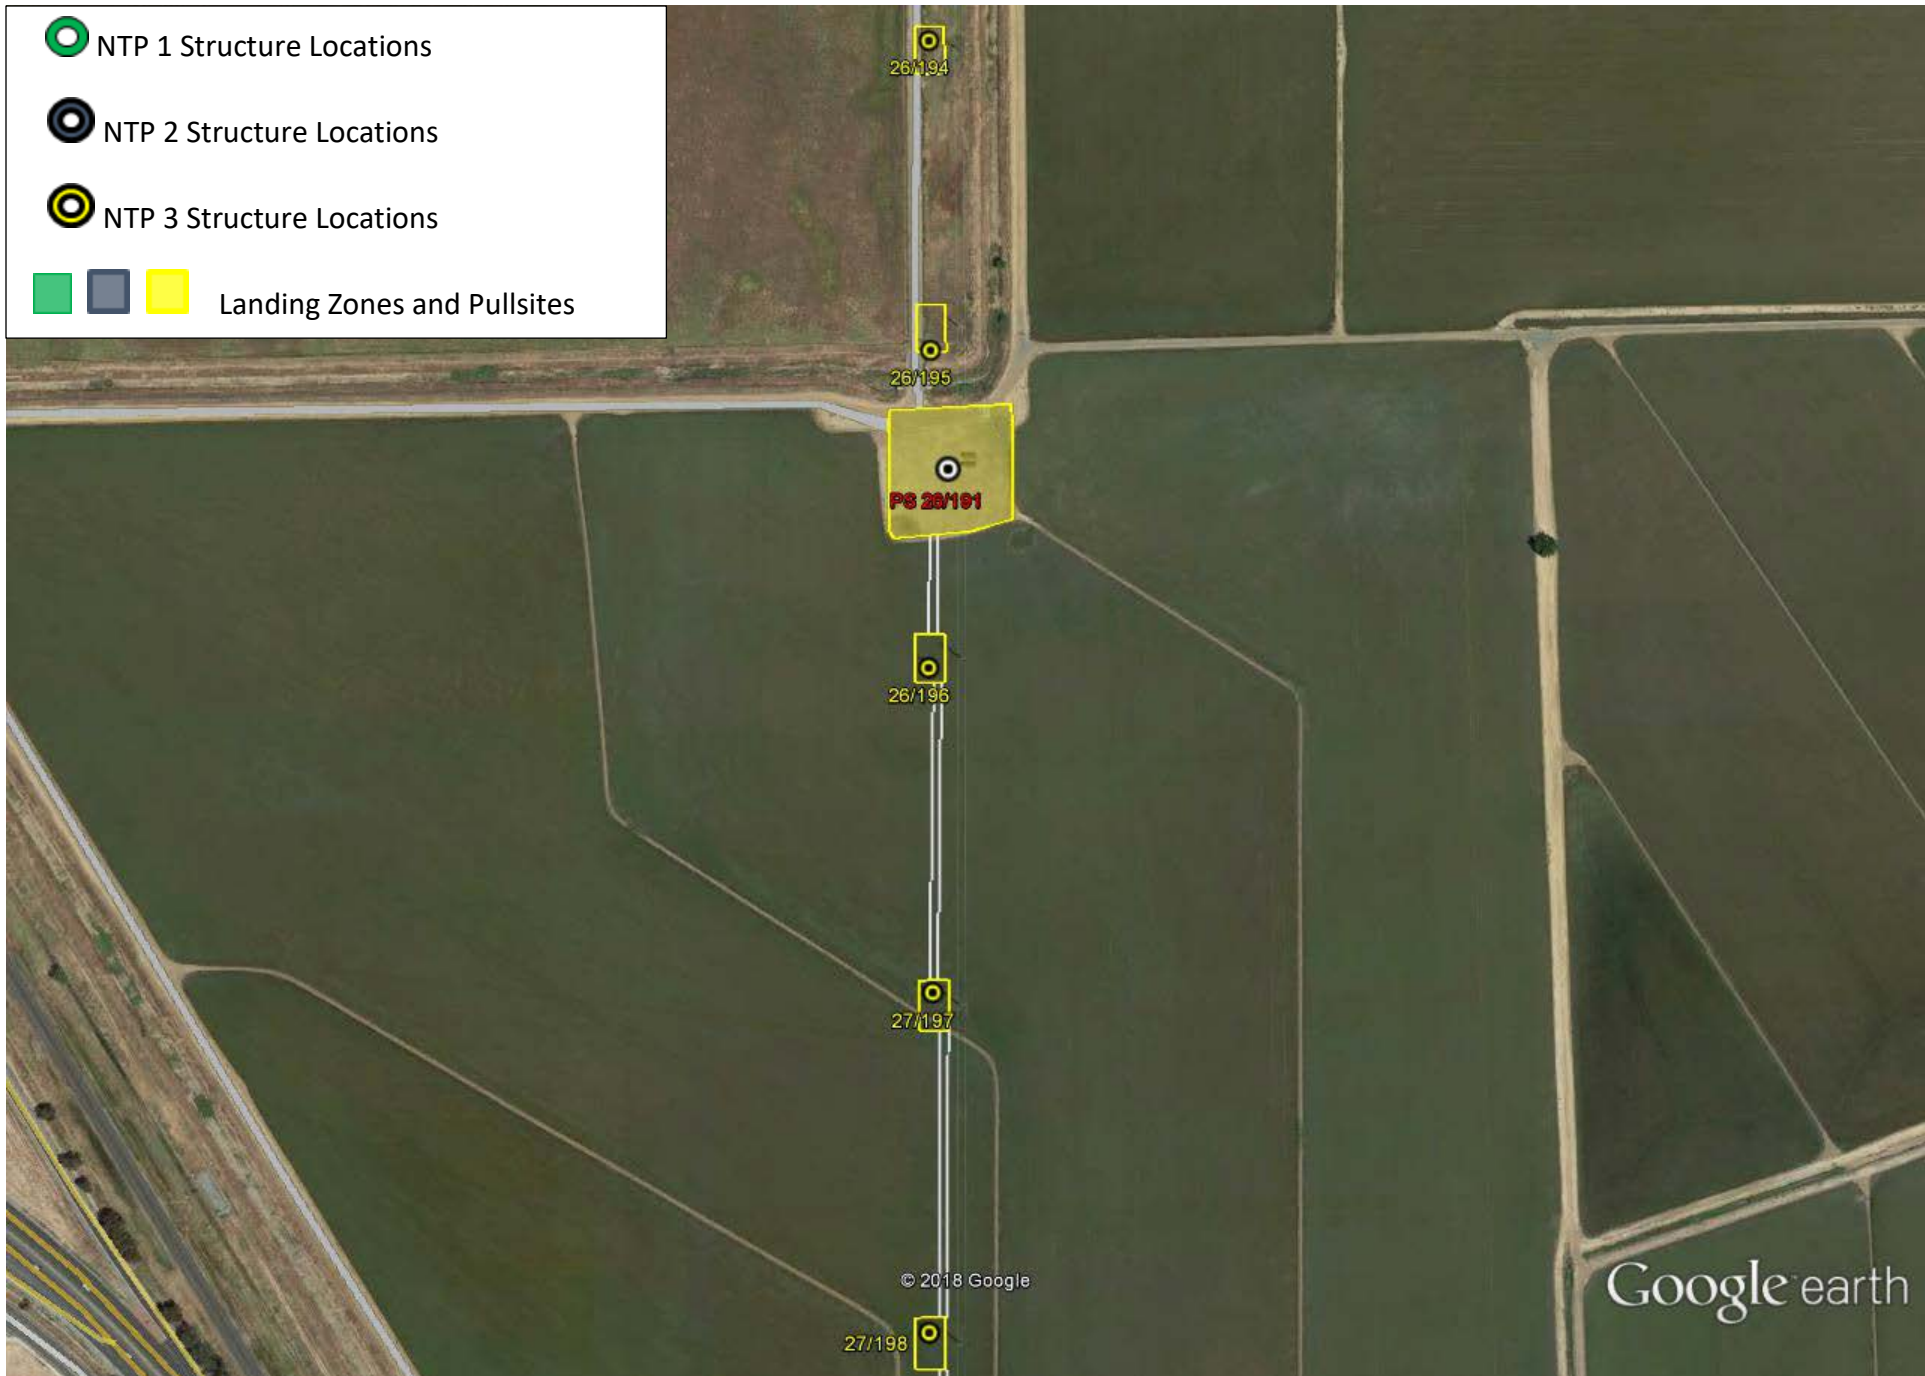 NTP 1 Structure Locations
NTP 2 Structure Locations
NTP 3 Structure Locations
Landing Zones and Pullsites
26/194
26/195
PS 26/191
26/196
27/197
© 2018 Google
Google earth
27/198